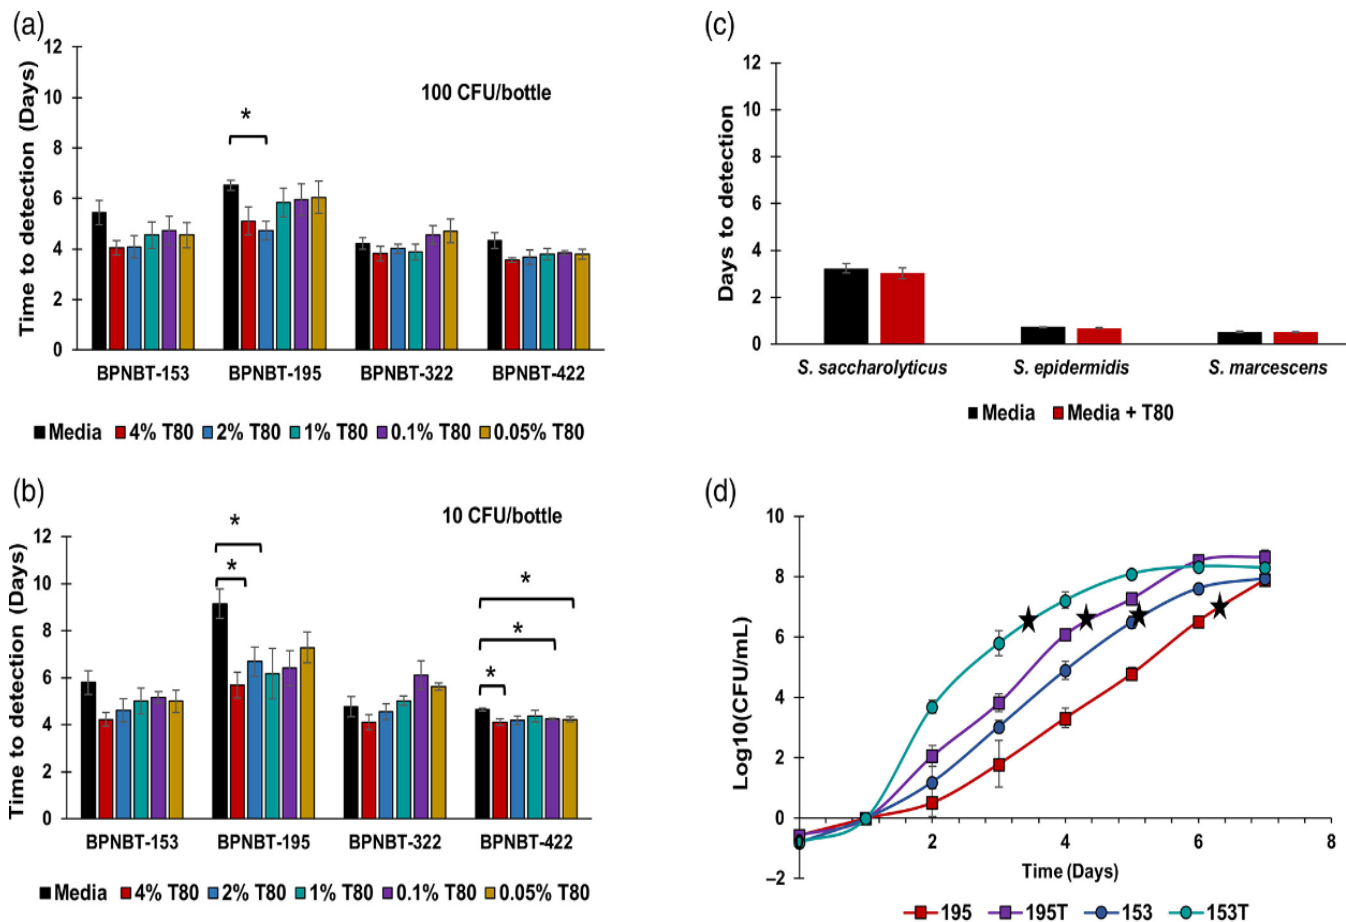 (a)
12
10
8
6
4
2
0
Time to detection (Days)
100 CFU/bottle
*
BPNBT-153 BPNBT-195 BPNBT-322 BPNBT-422
Media 4% T80 2% T80 1% T80 0.1% T80 0.05% T80
(c)
12
10
8
6
4
2
0
Days to detection
S. saccharolyticus S. epidermidis S. marcescens
Media Media + T80
(b)
12
10
8
6
4
2
0
Time to detection (Days)
10 CFU/bottle
*
*
*
*
*
BPNBT-153 BPNBT-195 BPNBT-322 BPNBT-422
Media 4% T80 2% T80 1% T80 0.1% T80 0.05% T80
(d)
10
8
6
4
2
0
–2
Log10(CFU/mL)
2 4 6 8
Time (Days)
195 195T 153 153T